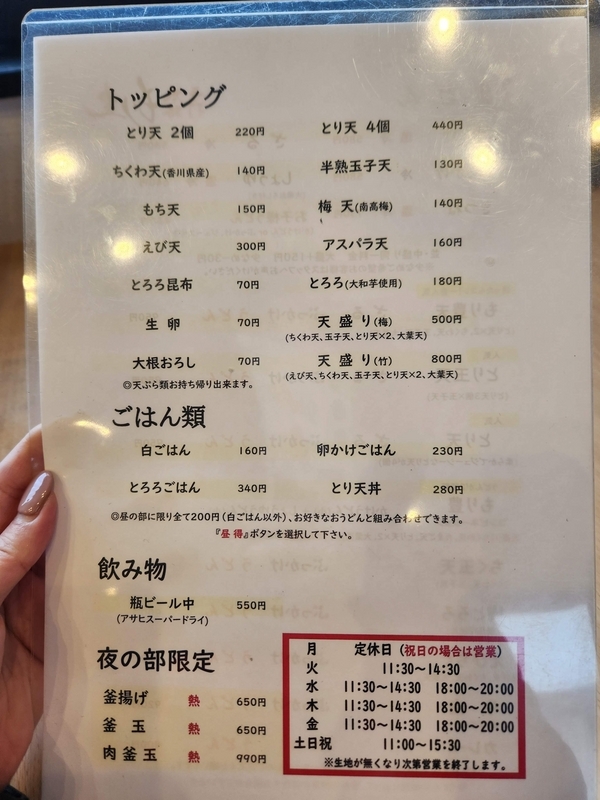 トッピング
とり天 2個 220円 とり天 4個 440円
ちくわ天(香川県産) 140円 半熟玉子天 130円
もち天 150円 梅 天(南高梅) 140円
えび天 300円 アスパラ天 160円
とろろ昆布 70円 とろろ(大和芋使用) 180円
生 卵 70円 天 盛 り(梅) 500円
(ちくわ天、玉子天、とり天×2、大葉天)
大根おろし 70円 天 盛 り(竹) 800円
(えび天、ちくわ天、玉子天、とり天×2、大葉天)
◎天ぷら類お持ち帰り出来ます。
ごはん類
白ごはん 160円 卵かけごはん 230円
とろろごはん 340円 とり天丼 280円
◎昼の部に限り全て200円(白ごはん以外)、お好きなおうどんと組み合わせできます。
『昼 得』ボタンを選択して下さい。
飲み物
瓶ビール中 550円
(アサヒスーパードライ)
夜の部限定
釜揚げ 熱 650円
釜 玉 熱 650円
肉 釜 玉 熱 990円
月 定休日(祝日の場合は営業)
火 11:30〜14:30
水 11:30〜14:30 18:00〜20:00
木 11:30〜14:30 18:00〜20:00
金 11:30〜14:30 18:00〜20:00
土日祝 11:00〜15:30
※生地が無くなり次第営業を終了します。